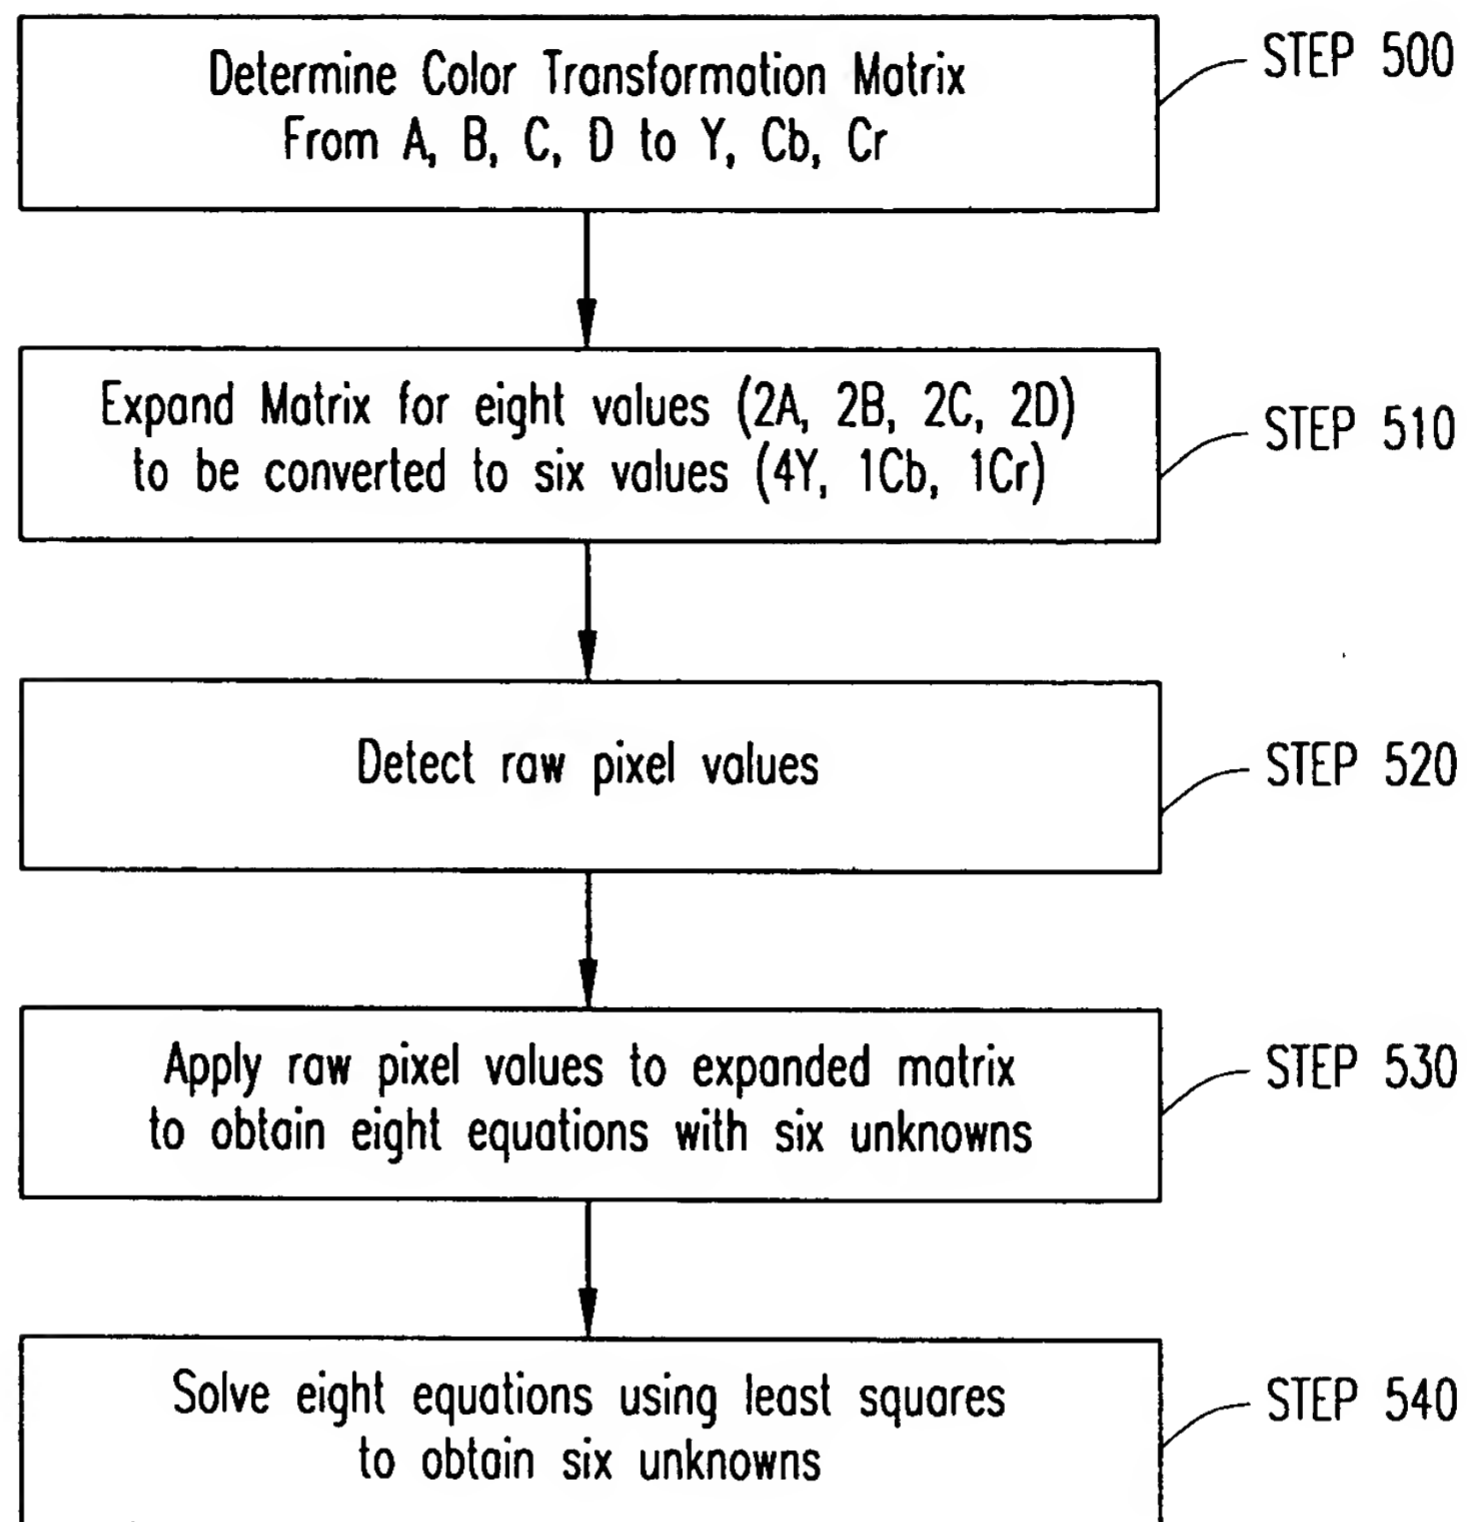 Determine Color Transformation Matrix
From A, B, C, D to Y, Cb, Cr
STEP 500
Expand Matrix for eight values (2A, 2B, 2C, 2D)
to be converted to six values (4Y, 1Cb, 1Cr)
STEP 510
Detect raw pixel values
STEP 520
Apply raw pixel values to expanded matrix
to obtain eight equations with six unknowns
STEP 530
Solve eight equations using least squares
to obtain six unknowns
STEP 540